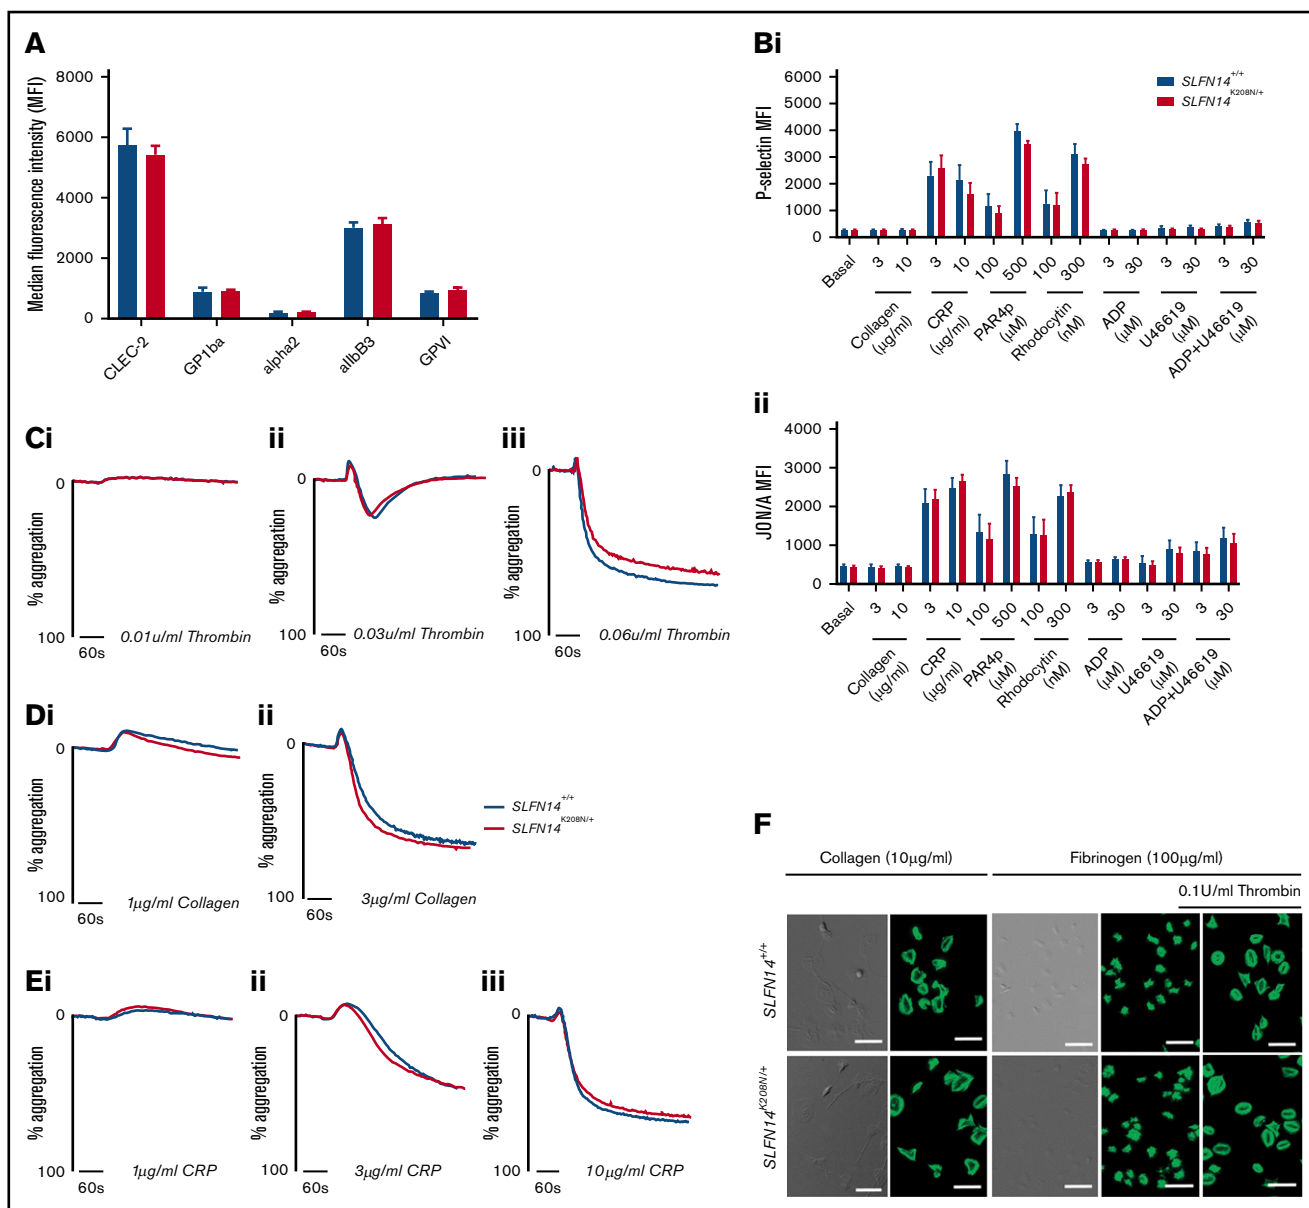 A
Median fluorescence intensity (MFI)
8000
6000
4000
2000
0
CLEC-2
GP1ba
alpha2
aIIbB3
GPVI
Bi
P-selectin MFI
6000
5000
4000
3000
2000
1000
0
SLFN14+/+
SLFN14K208N/+
Basal
3
10
3
10
100
500
100
300
3
30
3
30
3
30
Collagen
(µg/ml)
CRP
(µg/ml)
PAR4p
(µM)
Rhodocytin
(nM)
ADP
(µM)
U46619
(µM)
ADP+U46619
(µM)
ii
JON/A MFI
4000
3000
2000
1000
0
Basal
3
10
3
10
100
500
100
300
3
30
3
30
3
30
Collagen
(µg/ml)
CRP
(µg/ml)
PAR4p
(µM)
Rhodocytin
(nM)
ADP
(µM)
U46619
(µM)
ADP+U46619
(µM)
Ci
0
% aggregation
100
60s
0.01u/ml Thrombin
ii
0
% aggregation
100
60s
0.03u/ml Thrombin
iii
0
% aggregation
100
60s
0.06u/ml Thrombin
Di
0
% aggregation
100
60s
1µg/ml Collagen
ii
0
% aggregation
100
60s
3µg/ml Collagen
SLFN14+/+
SLFN14K208N/+
Ei
0
% aggregation
100
60s
1µg/ml CRP
ii
0
% aggregation
100
60s
3µg/ml CRP
iii
0
% aggregation
100
60s
10µg/ml CRP
F
Collagen (10µg/ml)
Fibrinogen (100µg/ml)
0.1U/ml Thrombin
SLFN14+/+
SLFN14K208N/+